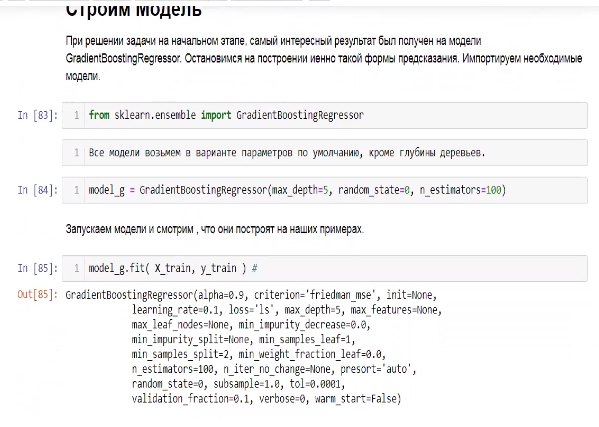 Строим Модель
При решении задачи на начальном этапе, самый интересный результат был получен на модели
GradientBoostingRegressor. Остановимся на построении иенно такой формы предсказания. Импортируем необходимые
модели.
In [83]: 1 from sklearn.ensemble import GradientBoostingRegressor
1 Все модели возьмем в варианте параметров по умолчанию, кроме глубины деревьев.
In [84]: 1 model_g = GradientBoostingRegressor(max_depth=5, random_state=0, n_estimators=100)
Запускаем модели и смотрим , что они построят на наших примерах.
In [85]: 1 model_g.fit( X_train, y_train ) #
Out[85]: GradientBoostingRegressor(alpha=0.9, criterion='friedman_mse', init=None,
learning_rate=0.1, loss='ls', max_depth=5, max_features=None,
max_leaf_nodes=None, min_impurity_decrease=0.0,
min_impurity_split=None, min_samples_leaf=1,
min_samples_split=2, min_weight_fraction_leaf=0.0,
n_estimators=100, n_iter_no_change=None, presort='auto',
random_state=0, subsample=1.0, tol=0.0001,
validation_fraction=0.1, verbose=0, warm_start=False)